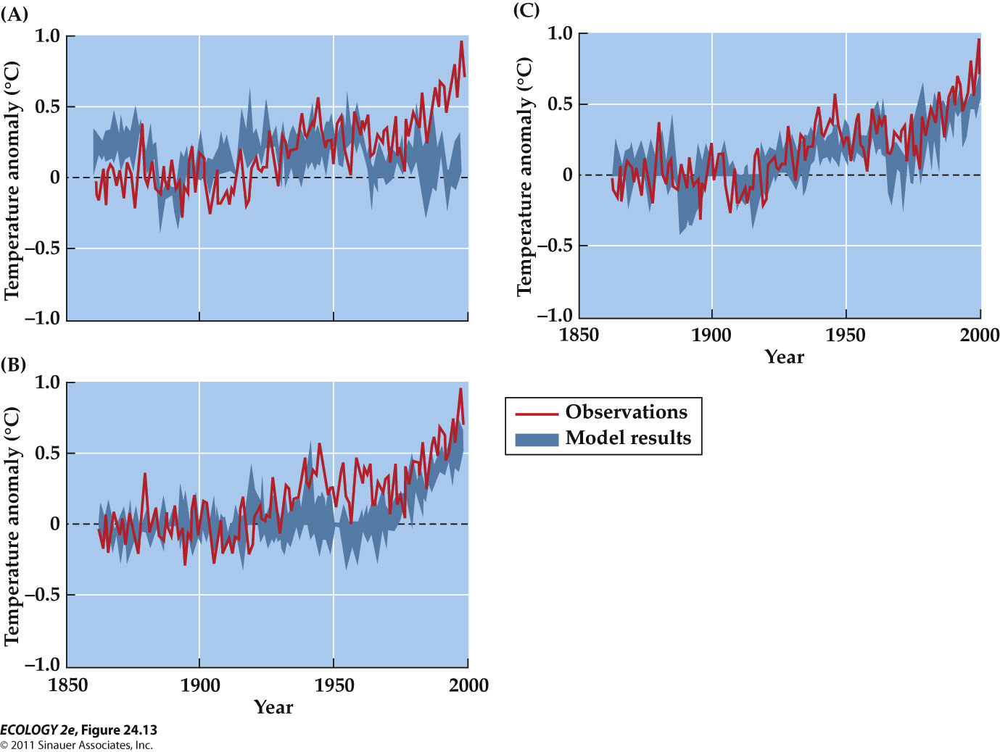 (A)
Temperature anomaly (°C)
1.0
0.5
0
–0.5
–1.0
(B)
Temperature anomaly (°C)
1.0
0.5
0
–0.5
–1.0
1850 1900 1950 2000
Year
(C)
Temperature anomaly (°C)
1.0
0.5
0
–0.5
–1.0
1850 1900 1950 2000
Year
Observations
Model results
ECOLOGY 2e, Figure 24.13
© 2011 Sinauer Associates, Inc.